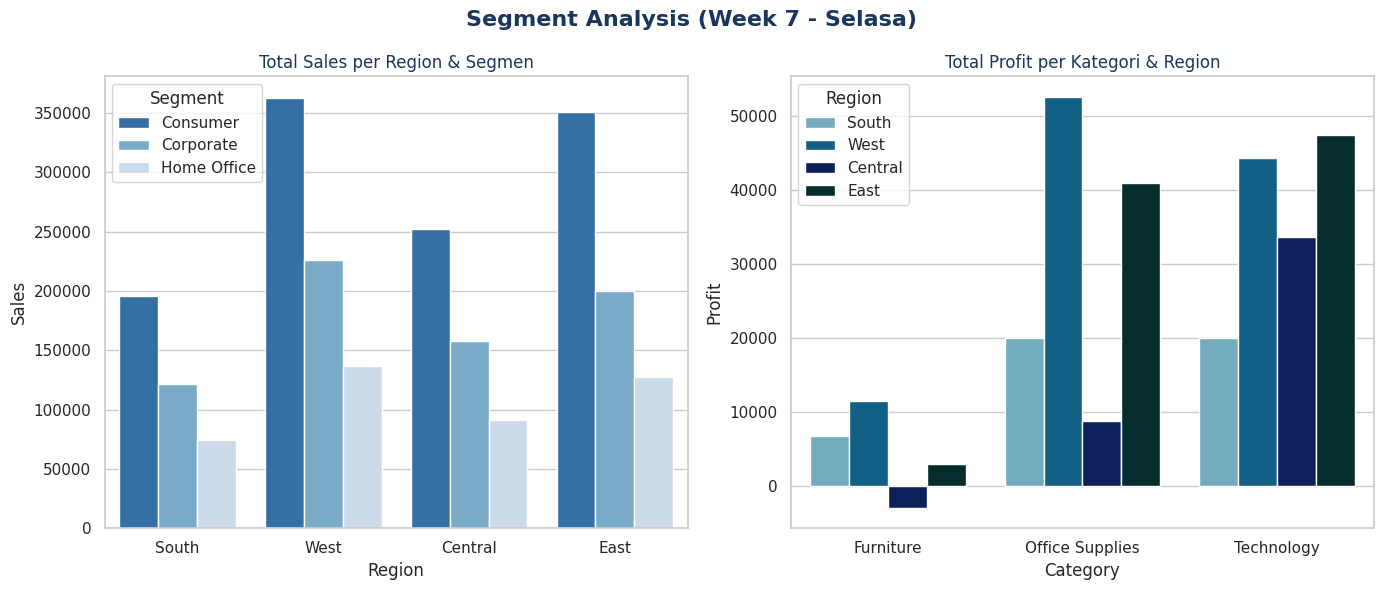 Segment Analysis (Week 7 - Selasa)
Total Sales per Region & Segmen
Segment
Consumer
Corporate
Home Office
350000
300000
250000
200000
150000
100000
50000
0
Sales
South West Central East
Region
Total Profit per Kategori & Region
Region
South
West
Central
East
50000
40000
30000
20000
10000
0
Profit
Furniture Office Supplies Technology
Category